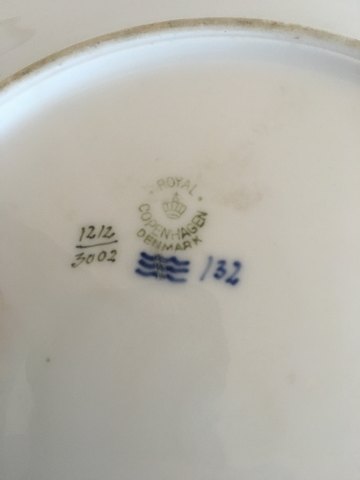 ROYAL
COPENHAGEN
DENMARK
1212
3002
132